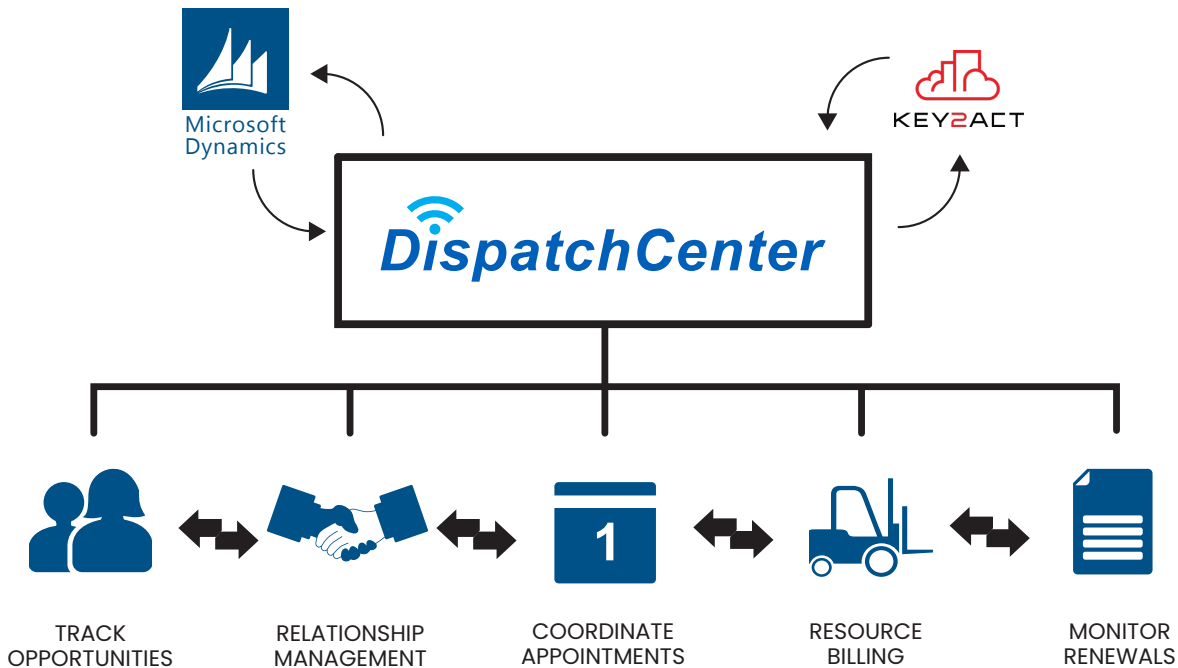 Microsoft
Dynamics
KEY2ACT
DispatchCenter
1
TRACK
OPPORTUNITIES
RELATIONSHIP
MANAGEMENT
COORDINATE
APPOINTMENTS
RESOURCE
BILLING
MONITOR
RENEWALS